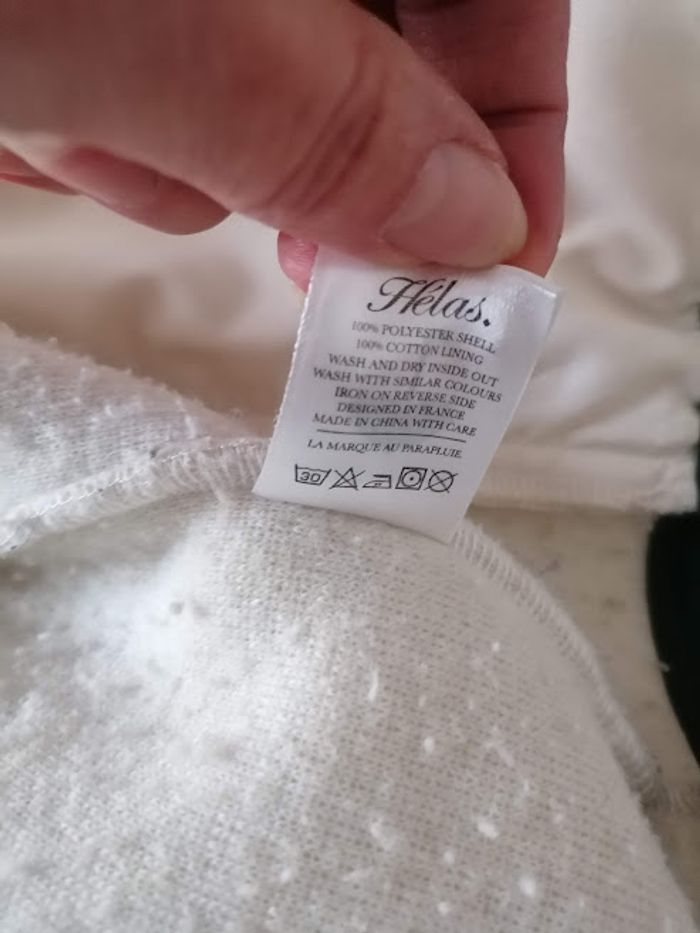 Hélas.
100% POLYESTER SHELL
100% COTTON LINING
WASH AND DRY INSIDE OUT
WASH WITH SIMILAR COLOURS
IRON ON REVERSE SIDE
DESIGNED IN FRANCE
MADE IN CHINA WITH CARE
LA MARQUE AU PARAPLUIE
30